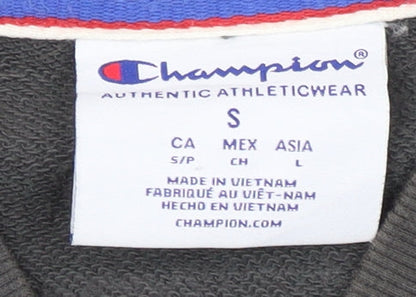 Champion®
AUTHENTIC ATHLETICWEAR
S
CA MEX ASIA
S/P CH L
MADE IN VIETNAM
FABRIQUÉ AU VIÊT-NAM
HECHO EN VIETNAM
CHAMPION.COM